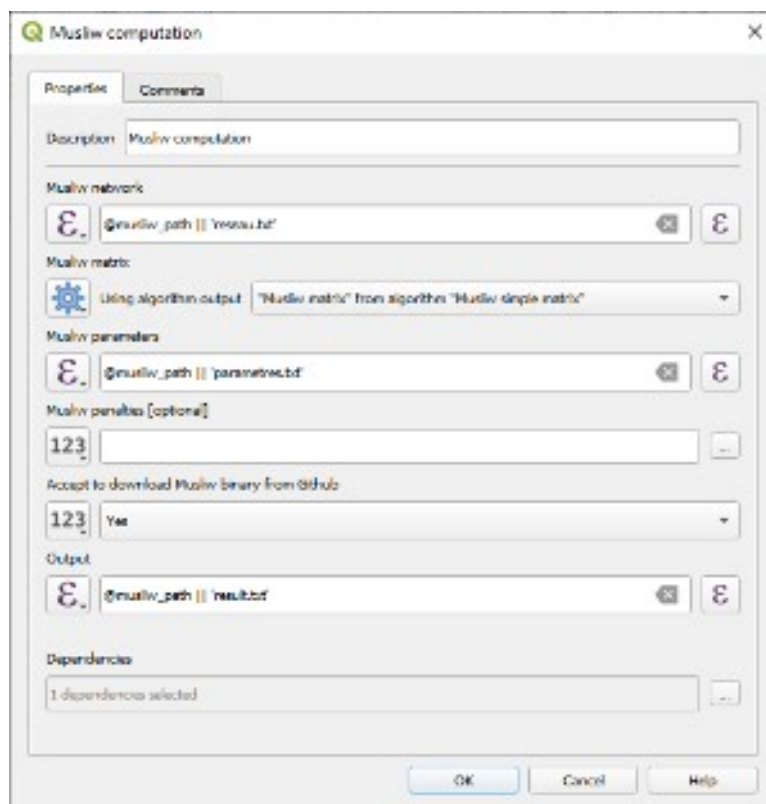 Musliw computation
Properties
Comments
Description
Musliw computation
Musliw network
@musliw_path || 'reseau.txt'
Musliw matrix
Using algorithm output
"Musliw matrix" from algorithm "Musliw simple matrix"
Musliw parameters
@musliw_path || 'parametres.txt'
Musliw penalties [optional]
123
...
Accept to download Musliw binary from Github
123
Yes
Output
@musliw_path || 'result.txt'
Dependencies
1 dependencies selected
...
OK
Cancel
Help